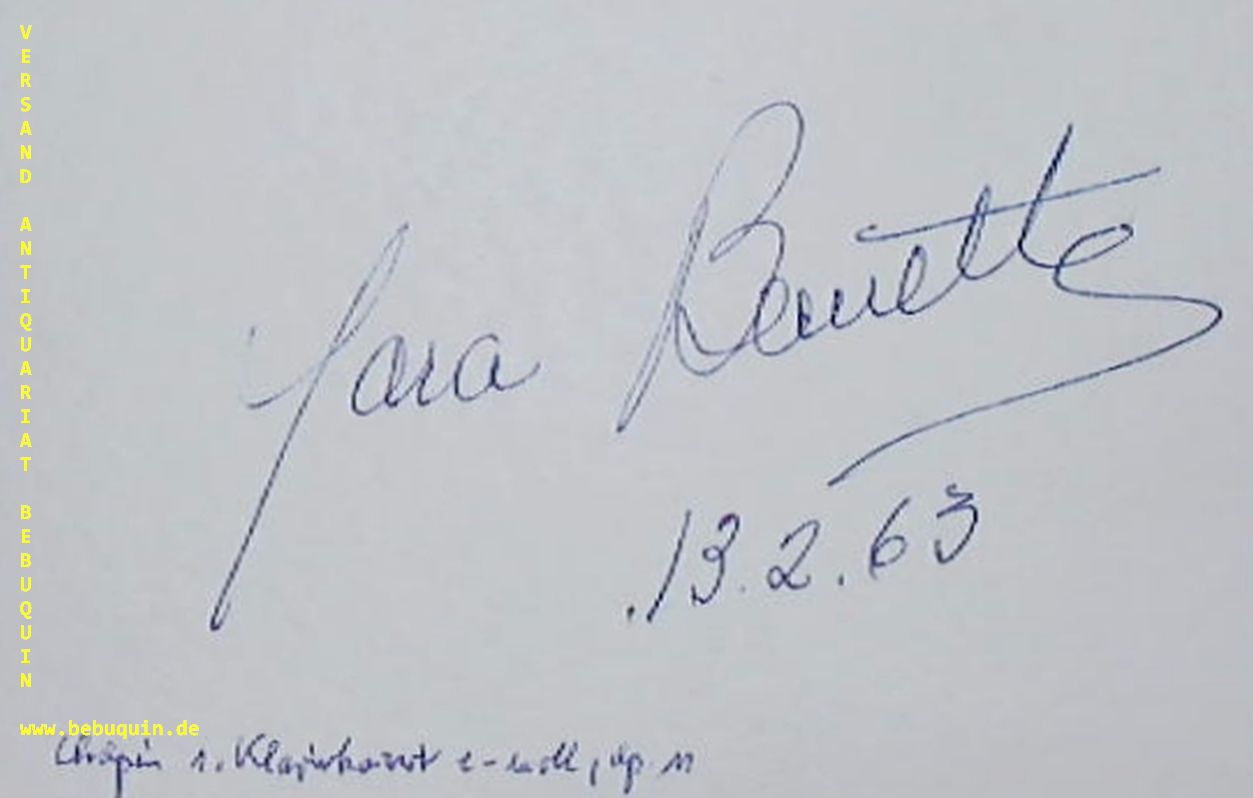 VERSAND ANTIQUARIAT BEBUQUIN
Yara Bernette
.13.2.63
www.bebuquin.de
Chopin 1. Klavierkonzert e-moll, op 11